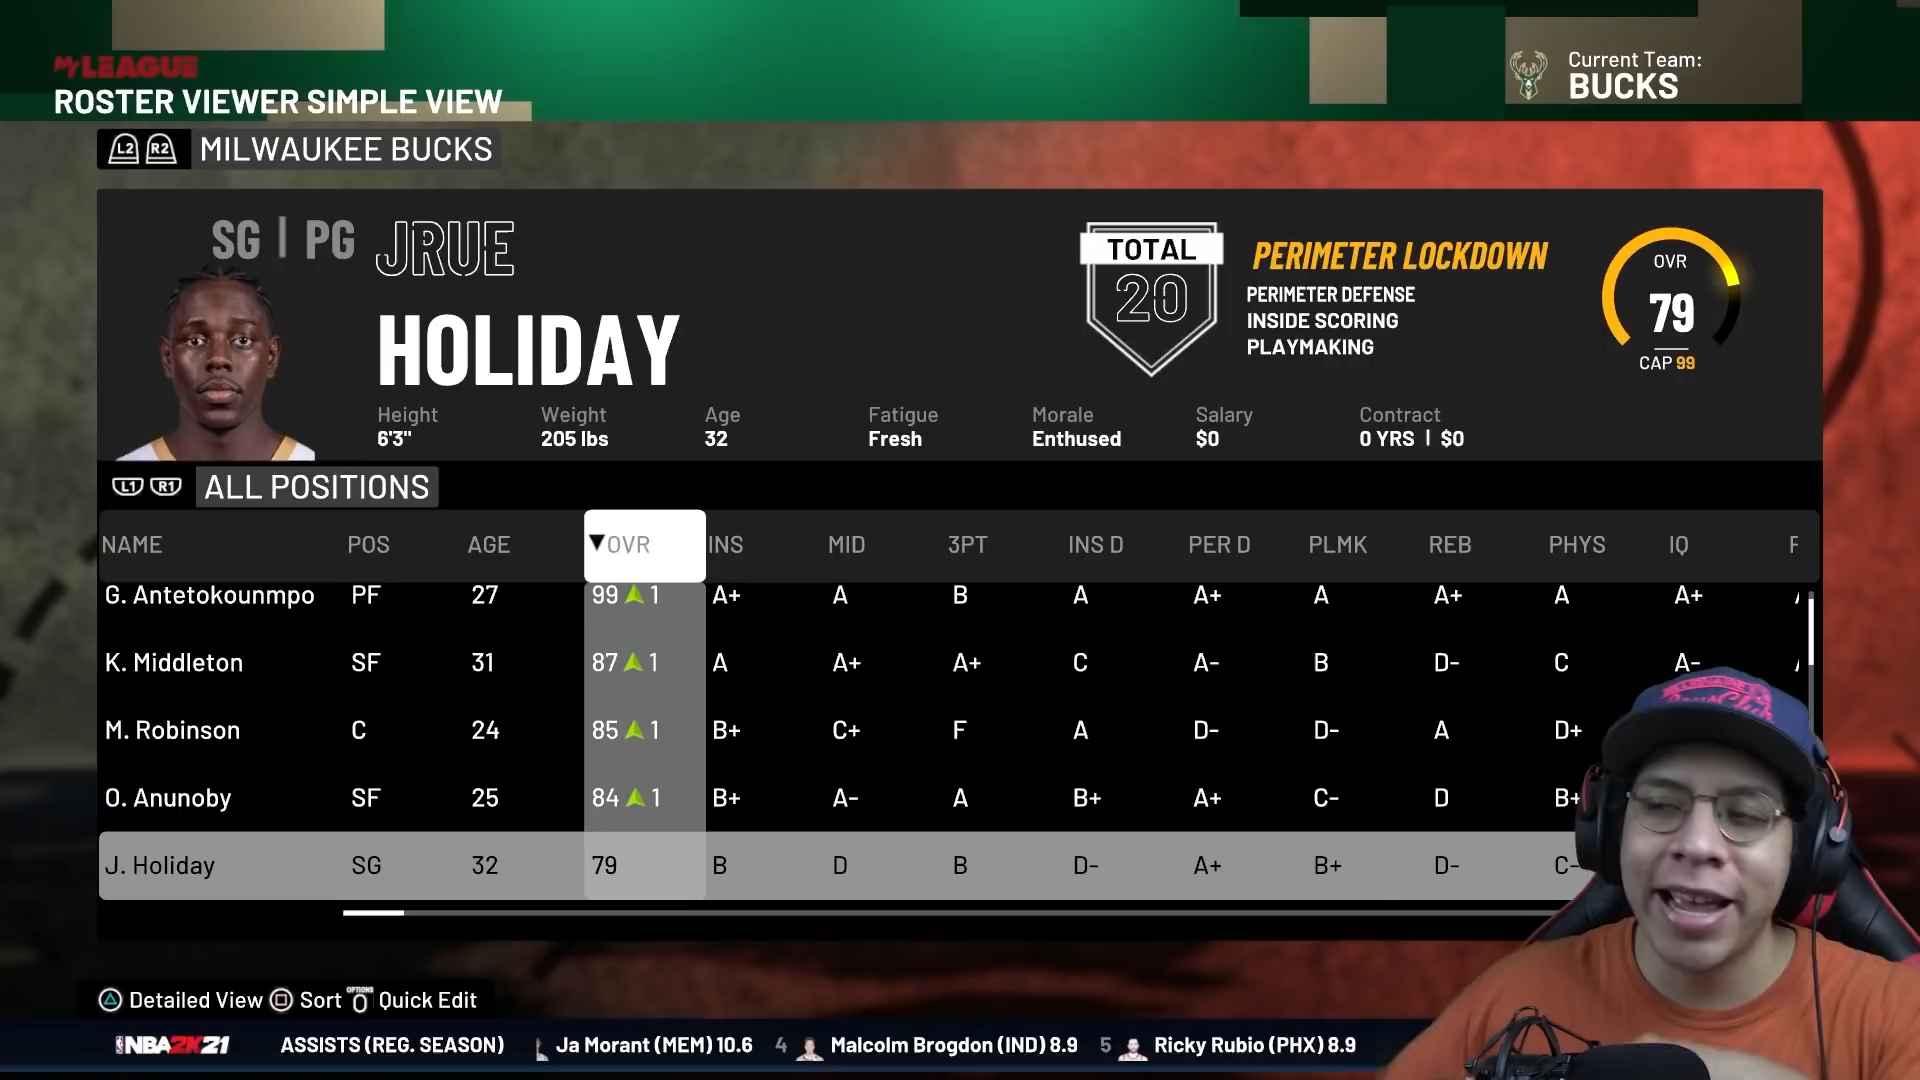 MyLEAGUE
ROSTER VIEWER SIMPLE VIEW
Current Team:
BUCKS
L2 R2 MILWAUKEE BUCKS
SG | PG JRUE
HOLIDAY
TOTAL
20
PERIMETER LOCKDOWN
PERIMETER DEFENSE
INSIDE SCORING
PLAYMAKING
OVR
79
CAP 99
Height Weight Age Fatigue Morale Salary Contract
6'3" 205 lbs 32 Fresh Enthused $0 0 YRS | $0
L1 R1 ALL POSITIONS
NAME POS AGE ▼OVR INS MID 3PT INS D PER D PLMK REB PHYS IQ
G. Antetokounmpo PF 27 99 ▲ 1 A+ A B A A+ A A+ A A+
K. Middleton SF 31 87 ▲ 1 A A+ A+ C A- B D- C A-
M. Robinson C 24 85 ▲ 1 B+ C+ F A D- D- A D+
O. Anunoby SF 25 84 ▲ 1 B+ A- A B+ A+ C- D B+
J. Holiday SG 32 79 B D B D- A+ B+ D- C-
Detailed View Sort OPTIONS Quick Edit
NBA2K21 ASSISTS (REG. SEASON) Ja Morant (MEM) 10.6 4 Malcolm Brogdon (IND) 8.9 5 Ricky Rubio (PHX) 8.9